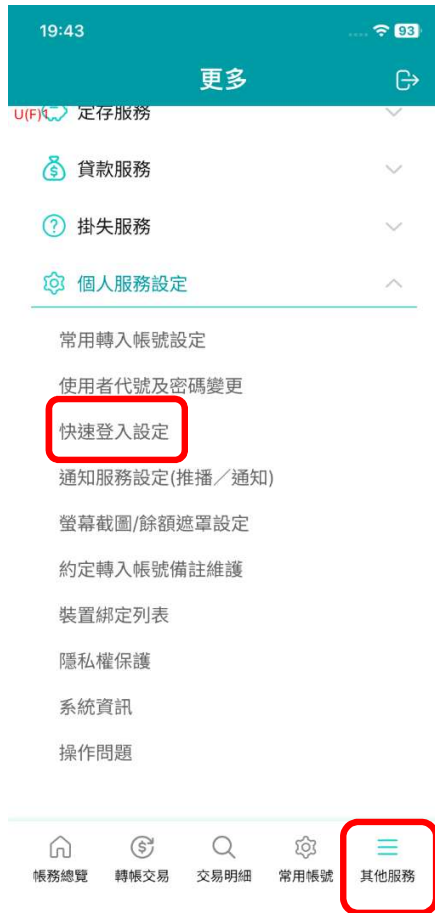 19:43
93
更多
U(F)
定存服務
貸款服務
掛失服務
個人服務設定
常用轉入帳號設定
使用者代號及密碼變更
快速登入設定
通知服務設定(推播／通知)
螢幕截圖/餘額遮罩設定
約定轉入帳號備註維護
裝置綁定列表
隱私權保護
系統資訊
操作問題
帳務總覽 轉帳交易 交易明細 常用帳號 其他服務